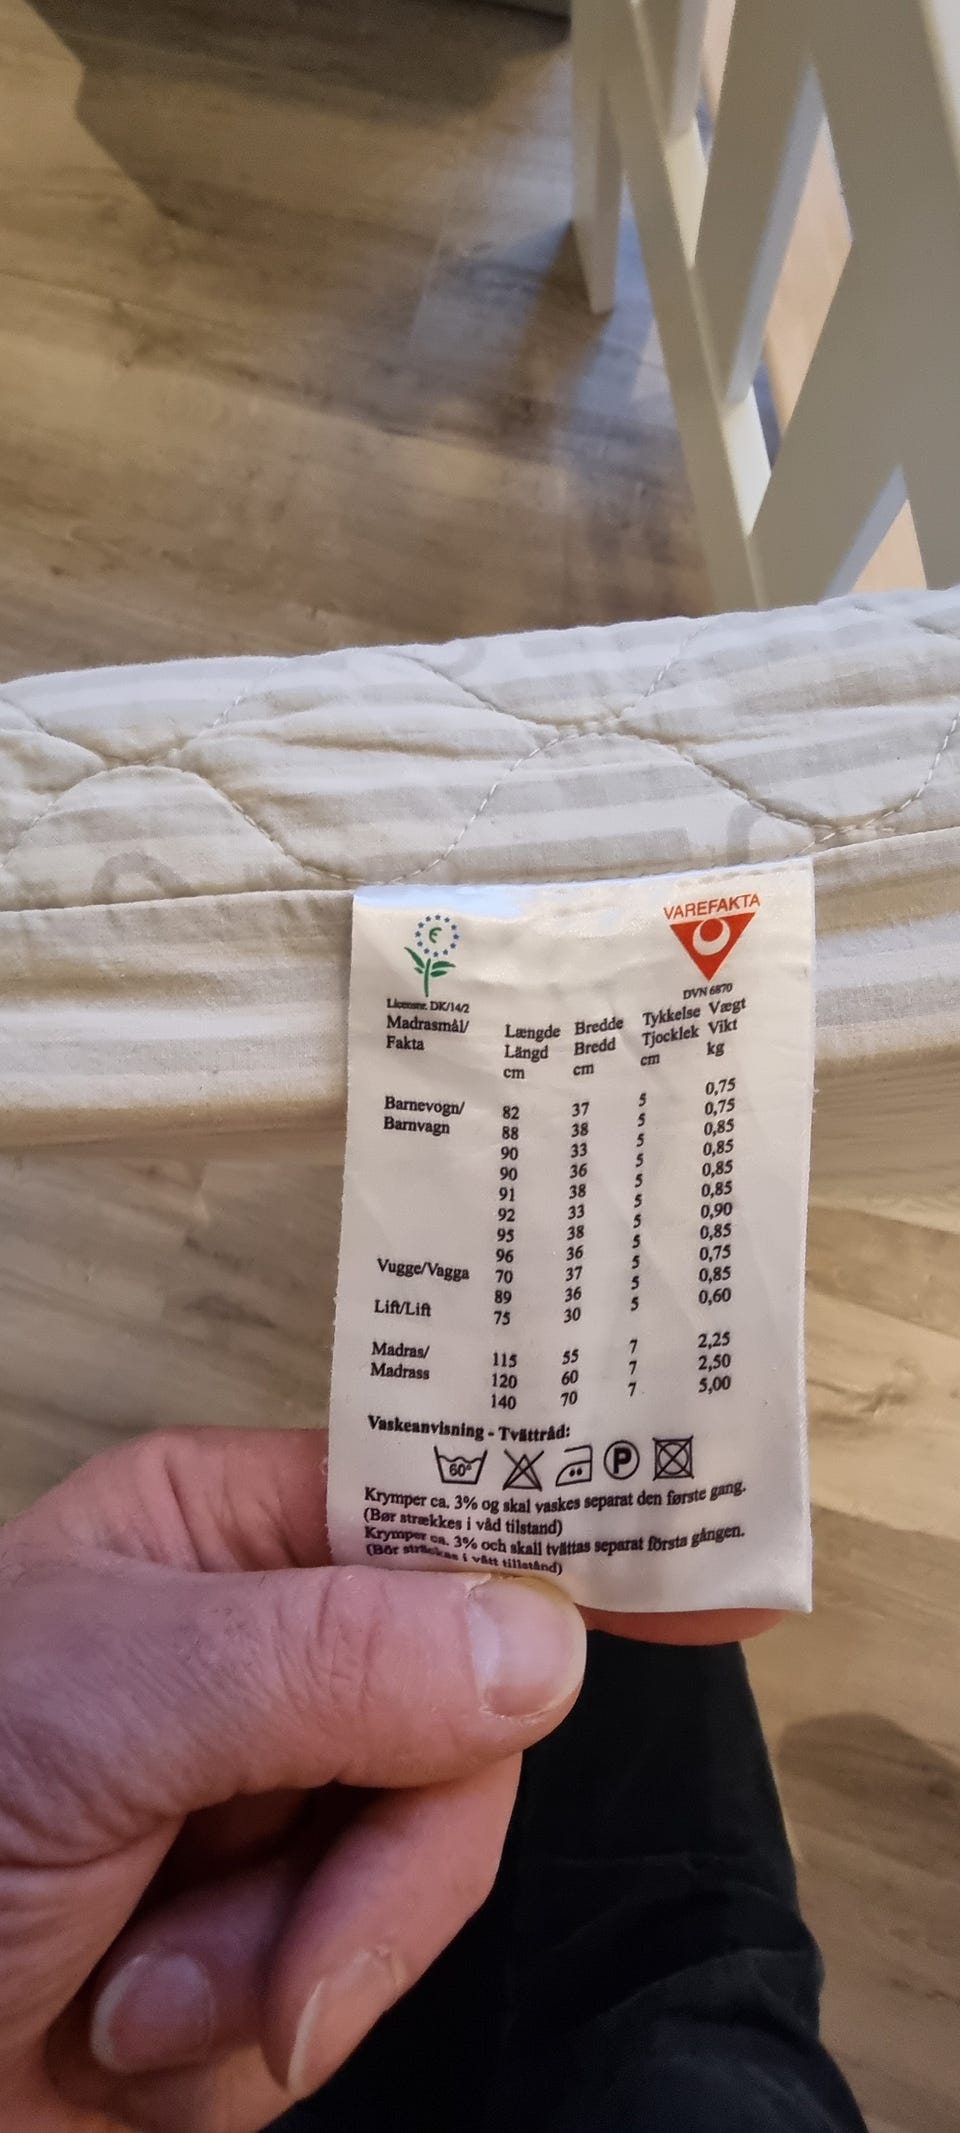 VAREFAKTA
DVN 6870
Licensnr. DK/14/2
Madrasmål/ Længde Bredde Tykkelse Vægt
Fakta Längd Bredd Tjocklek Vikt
cm cm cm kg
Barnevogn/ 82 37 5 0,75
Barnvagn 88 38 5 0,75
90 33 5 0,85
90 36 5 0,85
91 38 5 0,85
92 33 5 0,85
95 38 5 0,90
96 36 5 0,85
Vugge/Vagga 70 37 5 0,75
89 36 5 0,85
Lift/Lift 75 30 5 0,60
Madras/ 115 55 7 2,25
Madrass 120 60 7 2,50
140 70 7 5,00
Vaskeanvisning - Tvättråd:
60° P
Krymper ca. 3% og skal vaskes separat den første gang.
(Bør strækkes i våd tilstand)
Krymper ca. 3% och skall tvättas separat första gången.
(Bör sträckas i vått tillstånd)